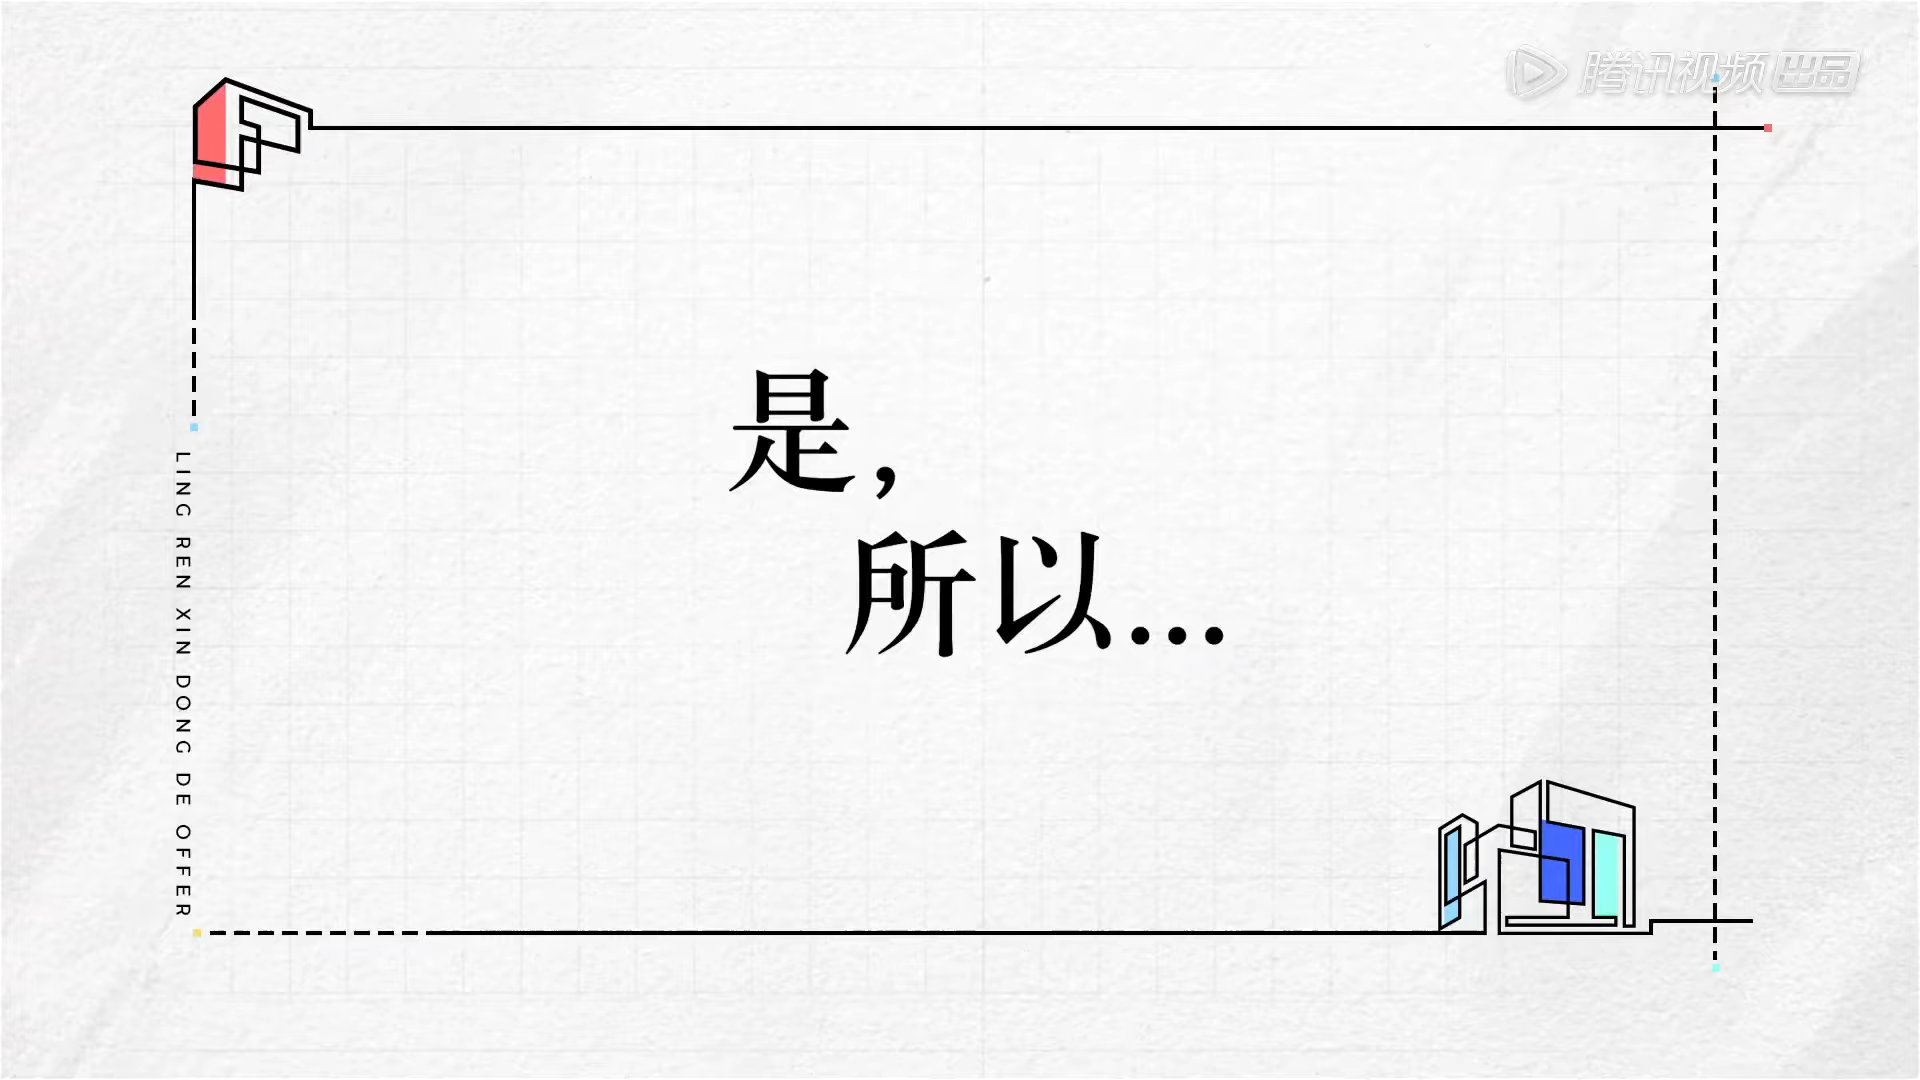 腾讯视频 出品
是，
所以...
LING REN XIN DONG DE OFFER